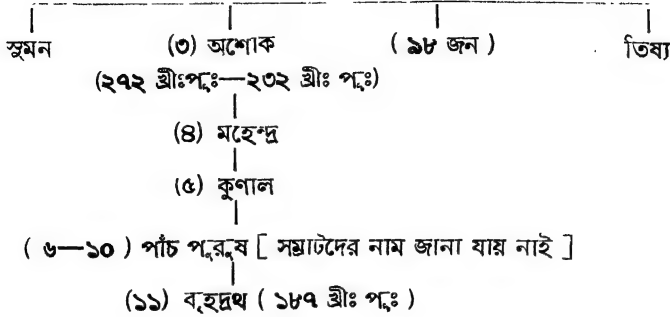 সুমন (৩) অশোক ( ৯৮ জন ) তিষ্য
(২৭২ খ্রীঃপূঃ—২৩২ খ্রীঃ পূঃ)
(৪) মহেন্দ্র
(৫) কুণাল
( ৬—১০ ) পাঁচ পুরুষ [ সম্রাটদের নাম জানা যায় নাই ]
(১১) বৃহদ্রথ ( ১৮৭ খ্রীঃ পূঃ )